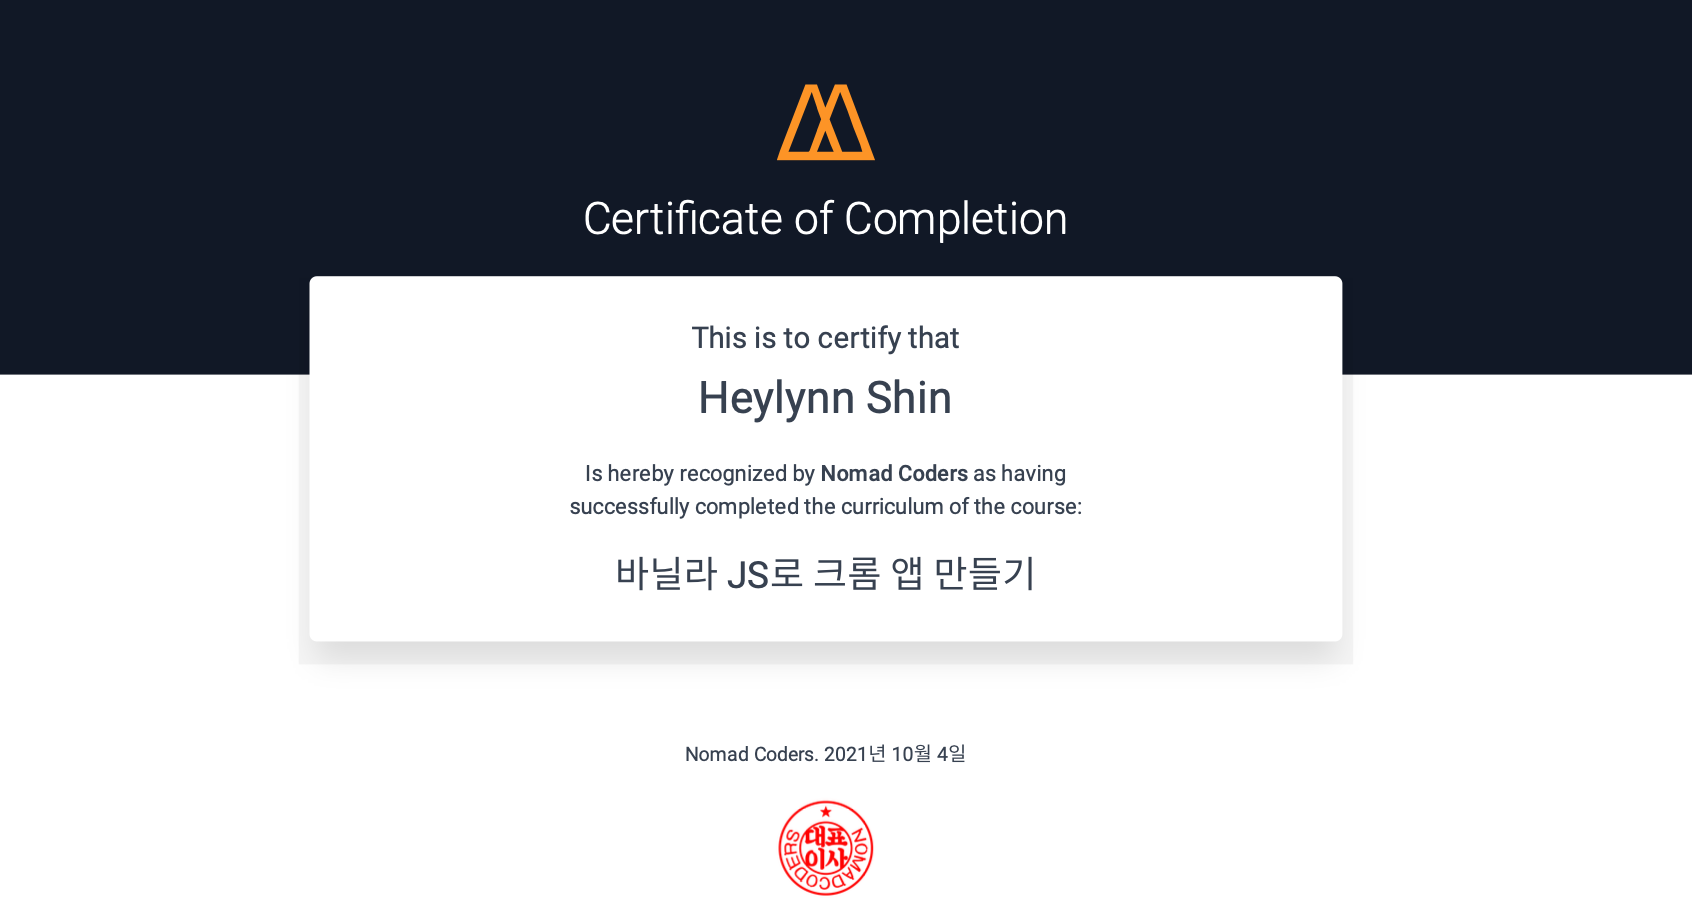 Certificate of Completion
This is to certify that
Heylynn Shin
Is hereby recognized by Nomad Coders as having
successfully completed the curriculum of the course:
바닐라 JS로 크롬 앱 만들기
Nomad Coders. 2021년 10월 4일
대표
이사
NOMADCODERS